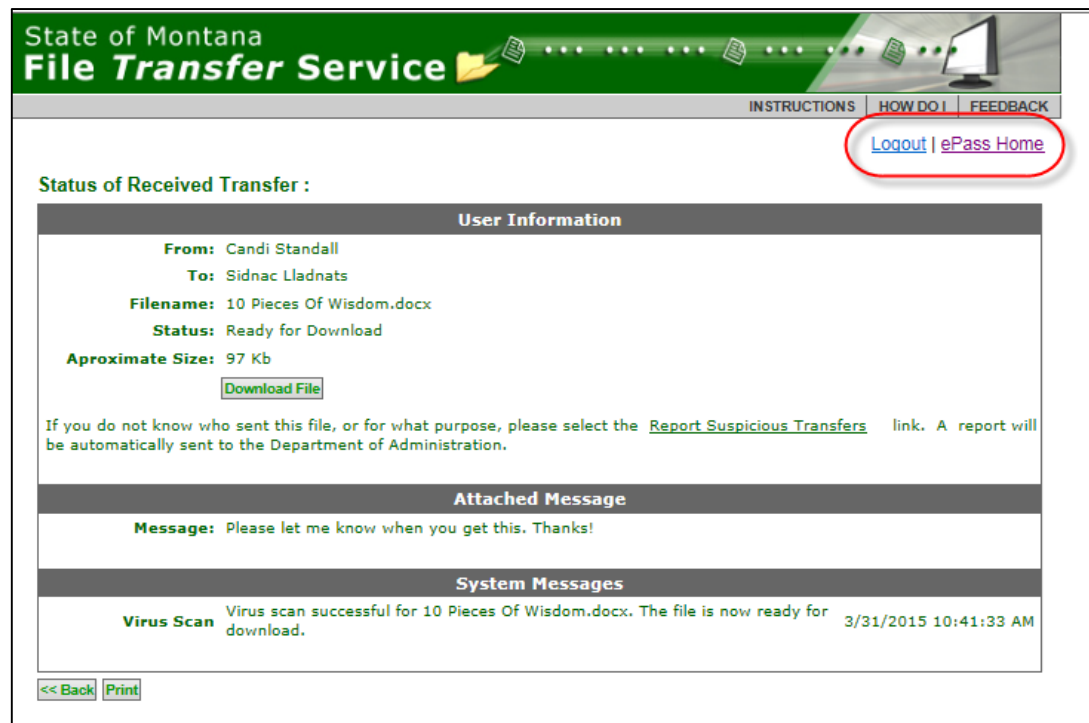 State of Montana
File Transfer Service
INSTRUCTIONS | HOW DO I | FEEDBACK
Logout | ePass Home
Status of Received Transfer :
User Information
From: Candi Standall
To: Sidnac Lladnats
Filename: 10 Pieces Of Wisdom.docx
Status: Ready for Download
Aproximate Size: 97 Kb
Download File
If you do not know who sent this file, or for what purpose, please select the Report Suspicious Transfers link. A report will
be automatically sent to the Department of Administration.
Attached Message
Message: Please let me know when you get this. Thanks!
System Messages
Virus Scan Virus scan successful for 10 Pieces Of Wisdom.docx. The file is now ready for
download. 3/31/2015 10:41:33 AM
<< Back Print